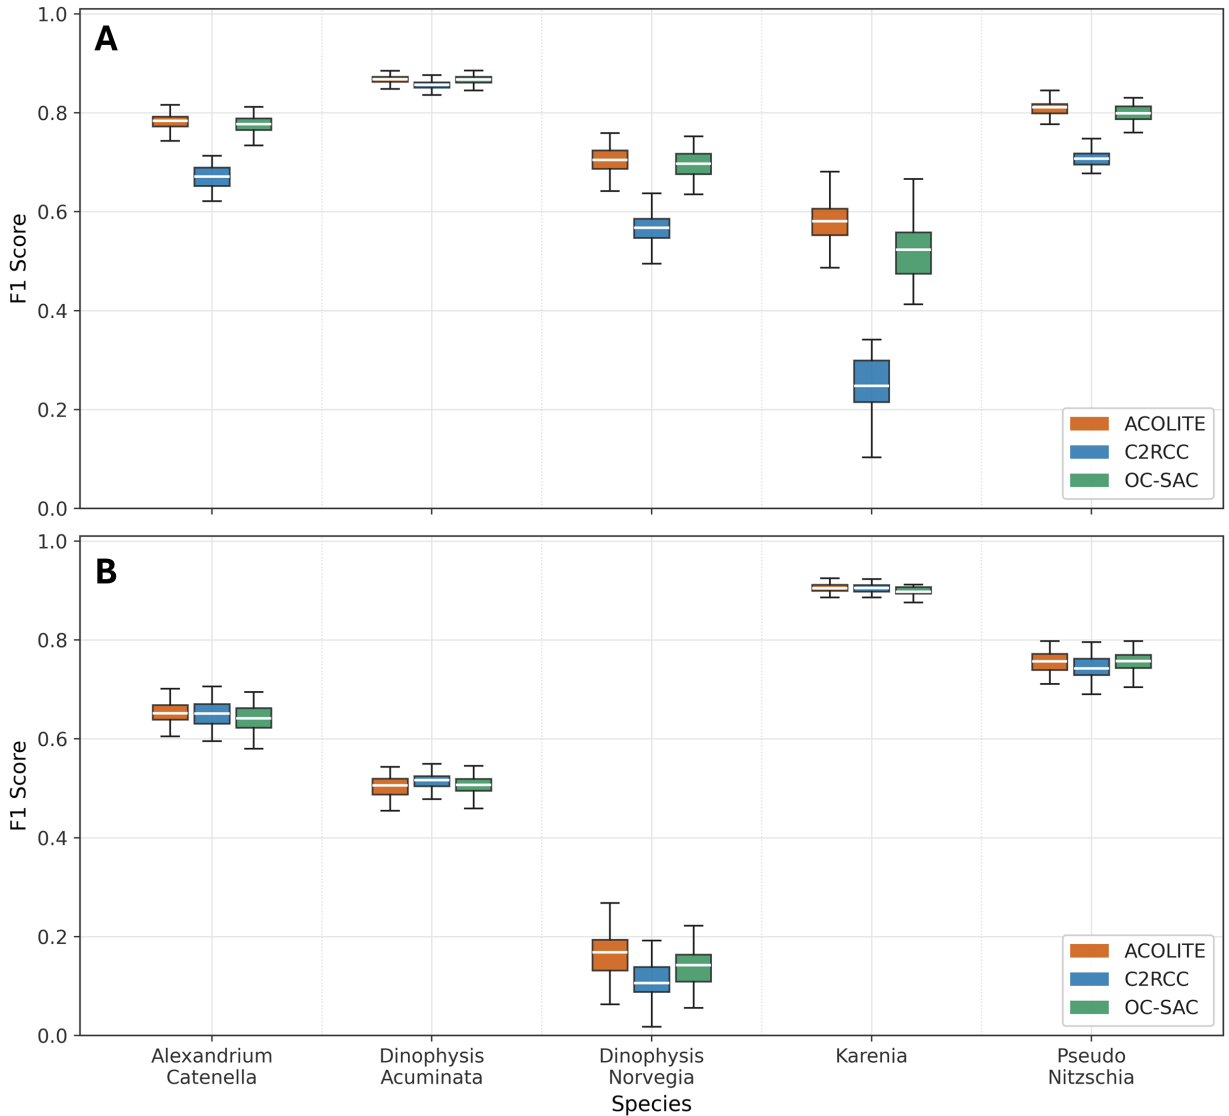 A
1.0
0.8
0.6
0.4
0.2
0.0
F1 Score
ACOLITE
C2RCC
OC-SAC
B
1.0
0.8
0.6
0.4
0.2
0.0
F1 Score
ACOLITE
C2RCC
OC-SAC
Alexandrium
Catenella
Dinophysis
Acuminata
Dinophysis
Norvegia
Karenia
Pseudo
Nitzschia
Species